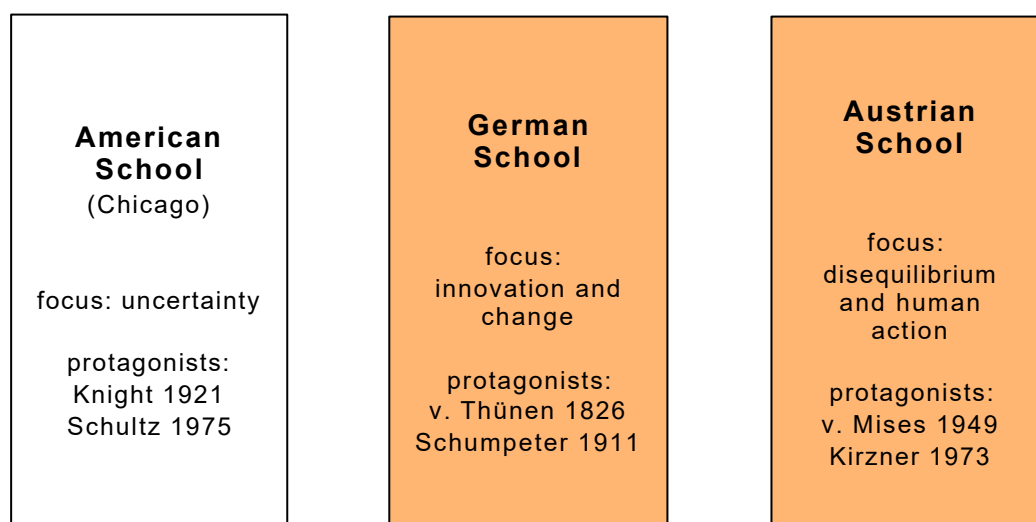 American
School
(Chicago)
focus: uncertainty
protagonists:
Knight 1921
Schultz 1975
German
School
focus:
innovation and
change
protagonists:
v. Thünen 1826
Schumpeter 1911
Austrian
School
focus:
disequilibrium
and human
action
protagonists:
v. Mises 1949
Kirzner 1973